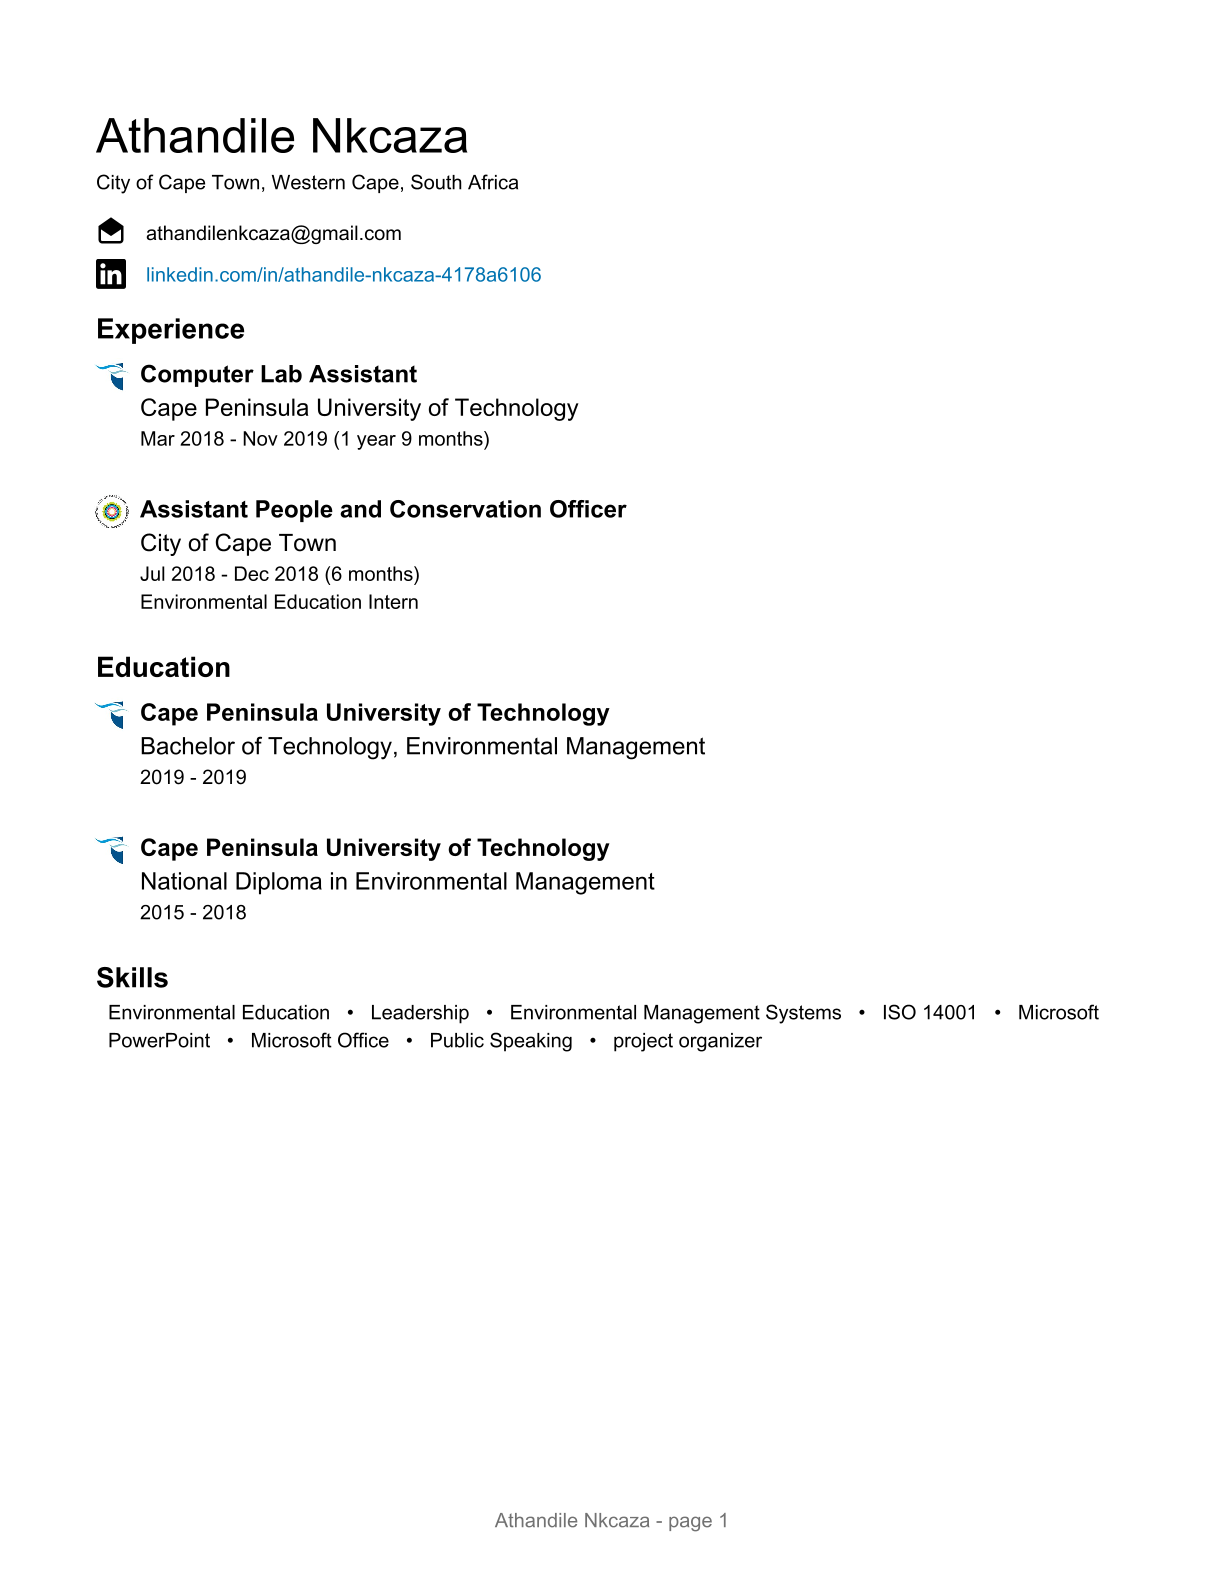 Athandile Nkcaza
City of Cape Town, Western Cape, South Africa
athandilenkcaza@gmail.com
linkedin.com/in/athandile-nkcaza-4178a6106
Experience
Computer Lab Assistant
Cape Peninsula University of Technology
Mar 2018 - Nov 2019 (1 year 9 months)
Assistant People and Conservation Officer
City of Cape Town
Jul 2018 - Dec 2018 (6 months)
Environmental Education Intern
Education
Cape Peninsula University of Technology
Bachelor of Technology, Environmental Management
2019 - 2019
Cape Peninsula University of Technology
National Diploma in Environmental Management
2015 - 2018
Skills
Environmental Education • Leadership • Environmental Management Systems • ISO 14001 • Microsoft
PowerPoint • Microsoft Office • Public Speaking • project organizer
Athandile Nkcaza - page 1